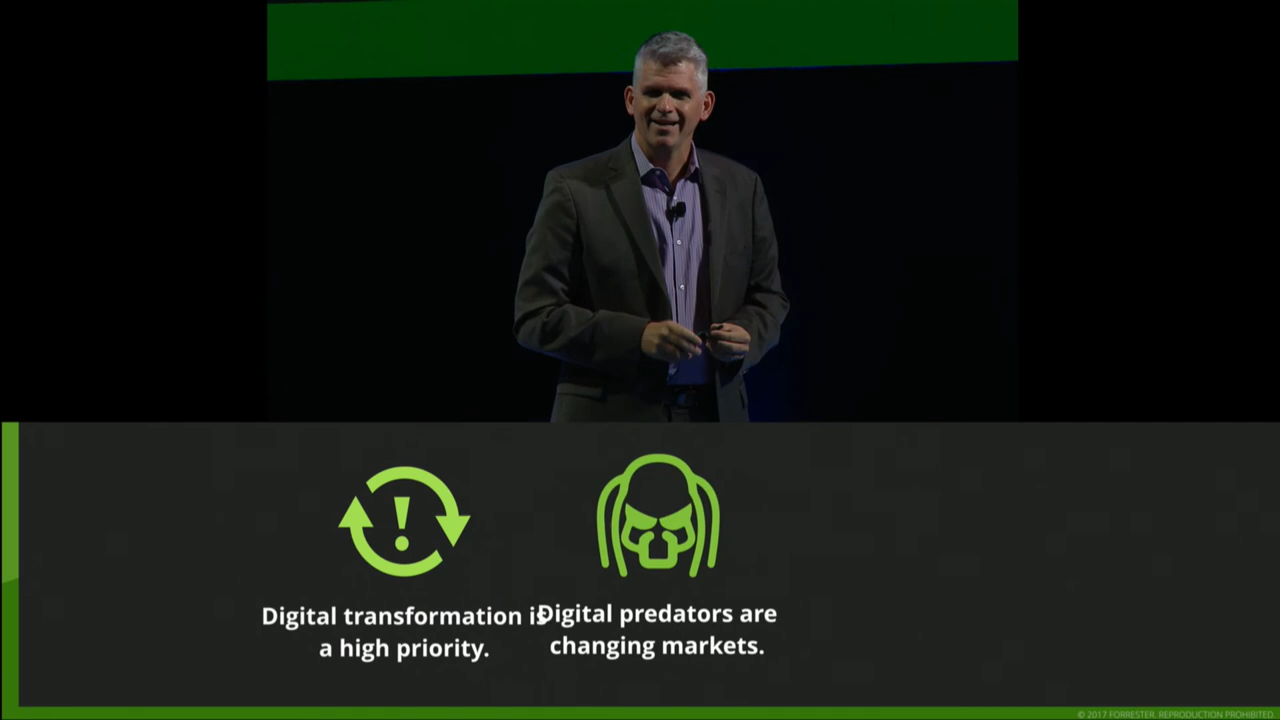 Digital transformation is
a high priority.
Digital predators are
changing markets.
© 2017 FORRESTER. REPRODUCTION PROHIBITED.